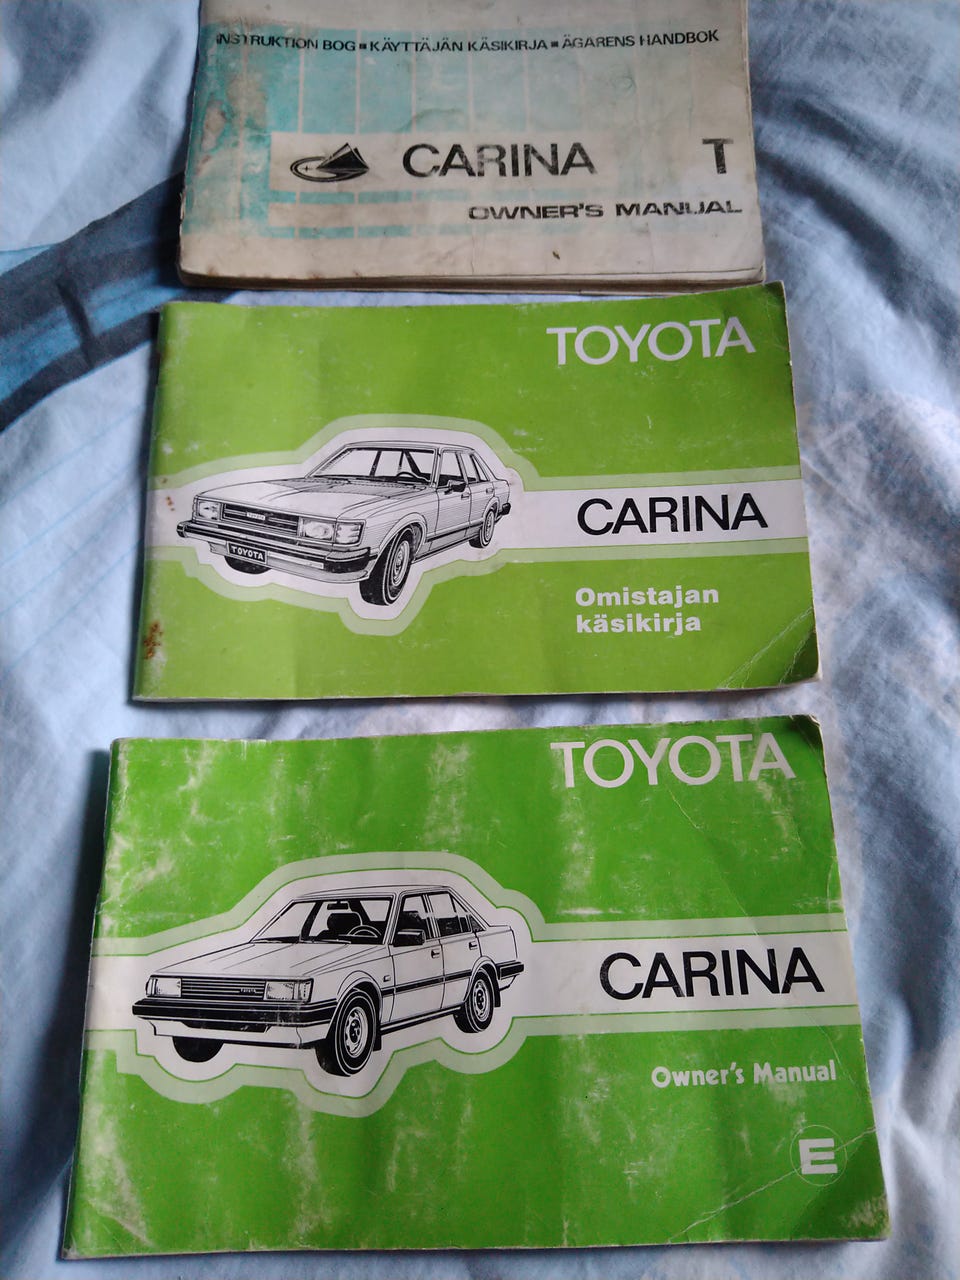 INSTRUKTION BOG ■ KÄYTTÄJÄN KÄSIKIRJA ■ ÄGARENS HANDBOK
CARINA T
OWNER'S MANUAL
TOYOTA
TOYOTA
CARINA
Omistajan
käsikirja
TOYOTA
CARINA
Owner's Manual
E